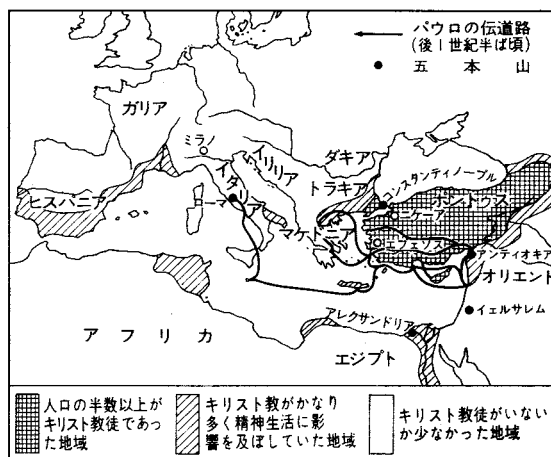 パウロの伝道路
(後1世紀半ば頃)
五本山
ガリア
ミラノ
イリリア
ダキア
イタリア
トラキア
コンスタンティノープル
ポントゥス
ヒスパニア
ローマ
ニケーア
マケドニア
エフェソス
アンティオキア
オリエント
イェルサレム
アレクサンドリア
アフリカ
エジプト
人口の半数以上が
キリスト教徒であっ
た地域
キリスト教がかなり
多く精神生活に影
響を及ぼしていた地域
キリスト教徒がいない
か少なかった地域